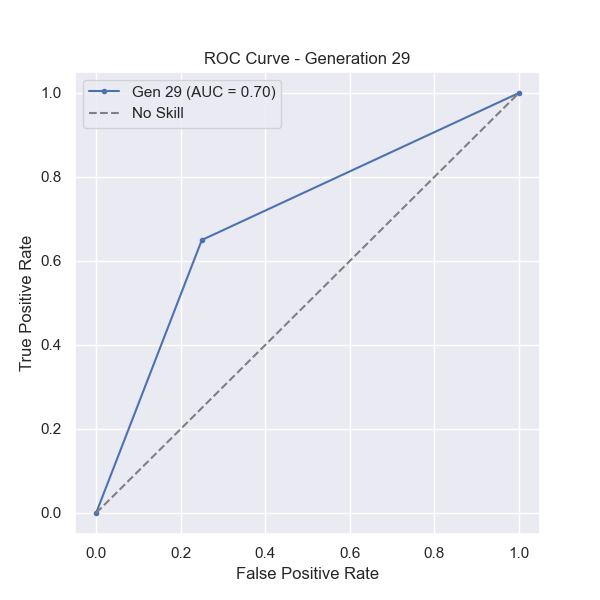 ROC Curve - Generation 29
Gen 29 (AUC = 0.70)
No Skill
1.0
0.8
0.6
0.4
0.2
0.0
True Positive Rate
0.0 0.2 0.4 0.6 0.8 1.0
False Positive Rate